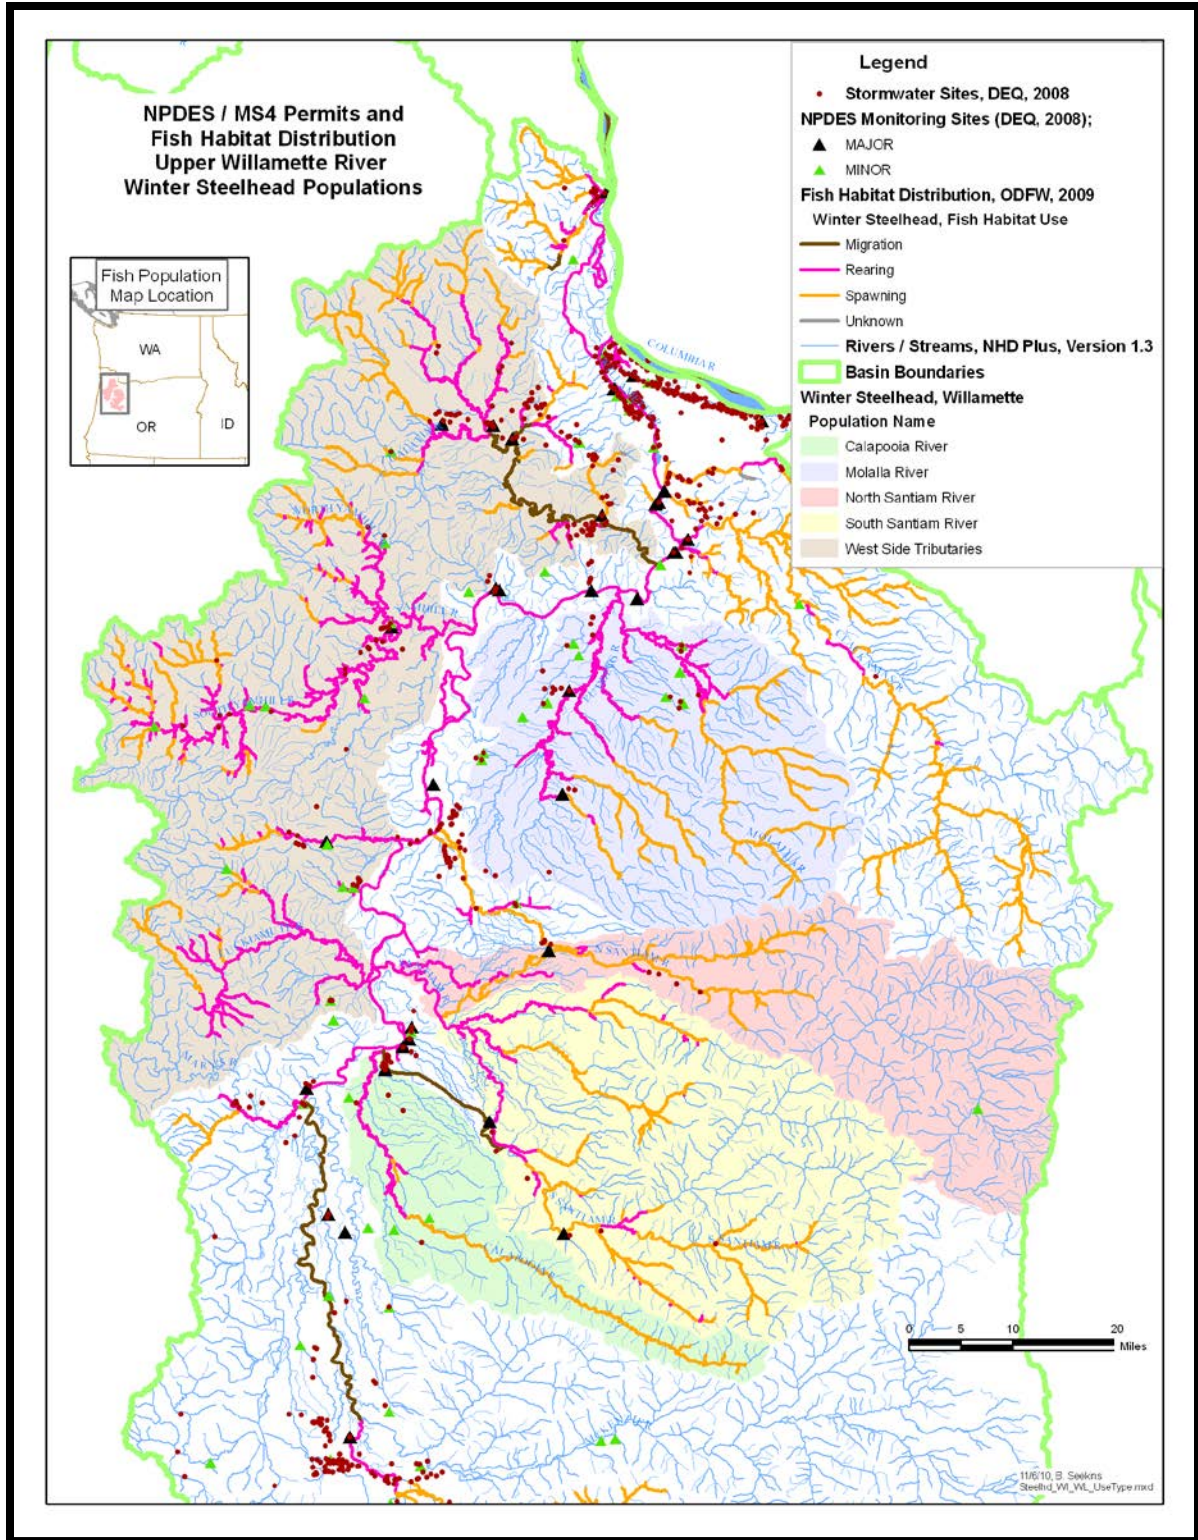 NPDES / MS4 Permits and
Fish Habitat Distribution
Upper Willamette River
Winter Steelhead Populations
Fish Population
Map Location
WA
OR
ID
Legend
Stormwater Sites, DEQ, 2008
NPDES Monitoring Sites (DEQ, 2008);
MAJOR
MINOR
Fish Habitat Distribution, ODFW, 2009
Winter Steelhead, Fish Habitat Use
Migration
Rearing
Spawning
Unknown
Rivers / Streams, NHD Plus, Version 1.3
Basin Boundaries
Winter Steelhead, Willamette
Population Name
Calapooia River
Molalla River
North Santiam River
South Santiam River
West Side Tributaries
COLUMBIA R
MOLALLA R
N SANTIAM R
S SANTIAM R
CALAPOOIA R
0 5 10 20
Miles
11/6/10, B. Seekins
Steelhd_WI_WL_UseType.mxd